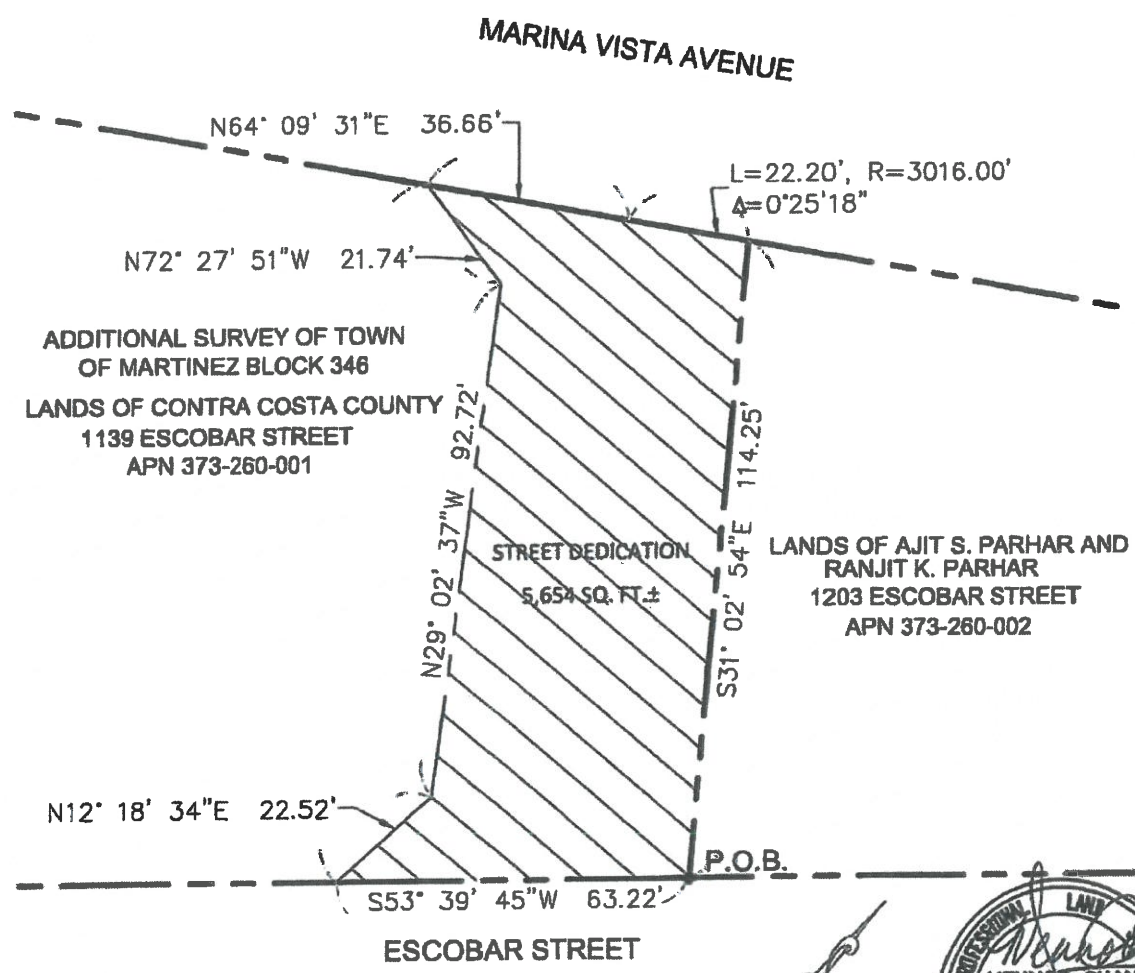 MARINA VISTA AVENUE
N64° 09' 31"E 36.66'
L=22.20', R=3016.00'
Δ=0°25'18"
N72° 27' 51"W 21.74'
ADDITIONAL SURVEY OF TOWN
OF MARTINEZ BLOCK 346
LANDS OF CONTRA COSTA COUNTY
1139 ESCOBAR STREET
APN 373-260-001
N29° 02' 37"W 92.72'
STREET DEDICATION
5,654 SQ. FT.±
S31° 02' 54"E 114.25'
LANDS OF AJIT S. PARHAR AND
RANJIT K. PARHAR
1203 ESCOBAR STREET
APN 373-260-002
N12° 18' 34"E 22.52'
P.O.B.
S53° 39' 45"W 63.22'
ESCOBAR STREET
PROFESSIONAL LAND